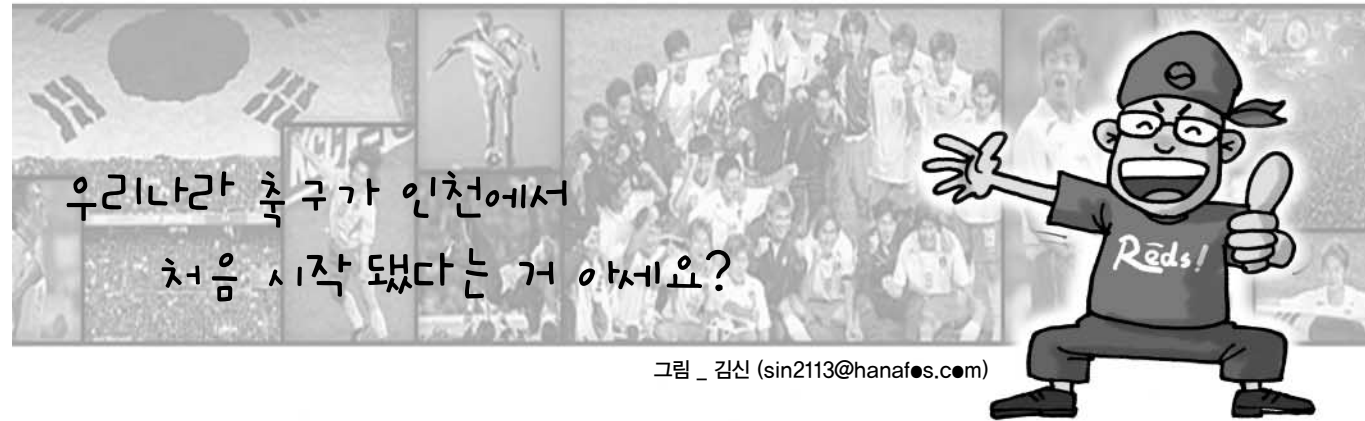 우리나라 축구가 인천에서
처음 시작 됐다는 거 아세요?
Reds!
그림 _ 김신 (sin2113@hanafos.com)